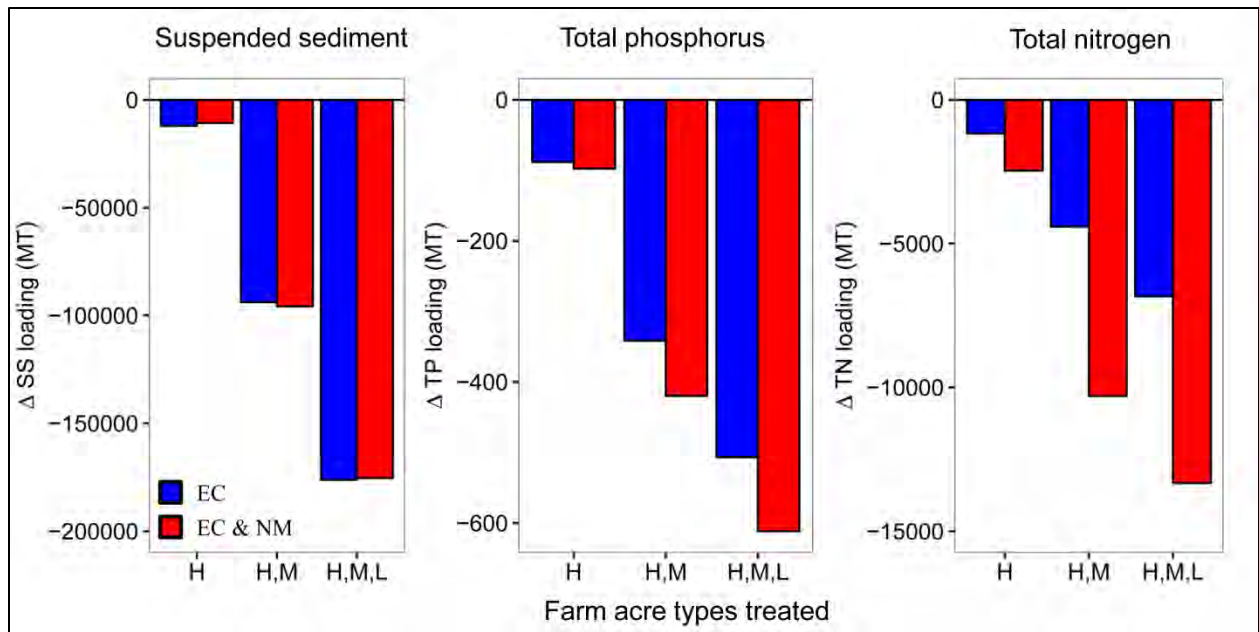 Suspended sediment
Total phosphorus
Total nitrogen
Δ SS loading (MT)
0
−50000
−100000
−150000
−200000
EC
EC & NM
H
H,M
H,M,L
Δ TP loading (MT)
0
−200
−400
−600
H
H,M
H,M,L
Δ TN loading (MT)
0
−5000
−10000
−15000
H
H,M
H,M,L
Farm acre types treated